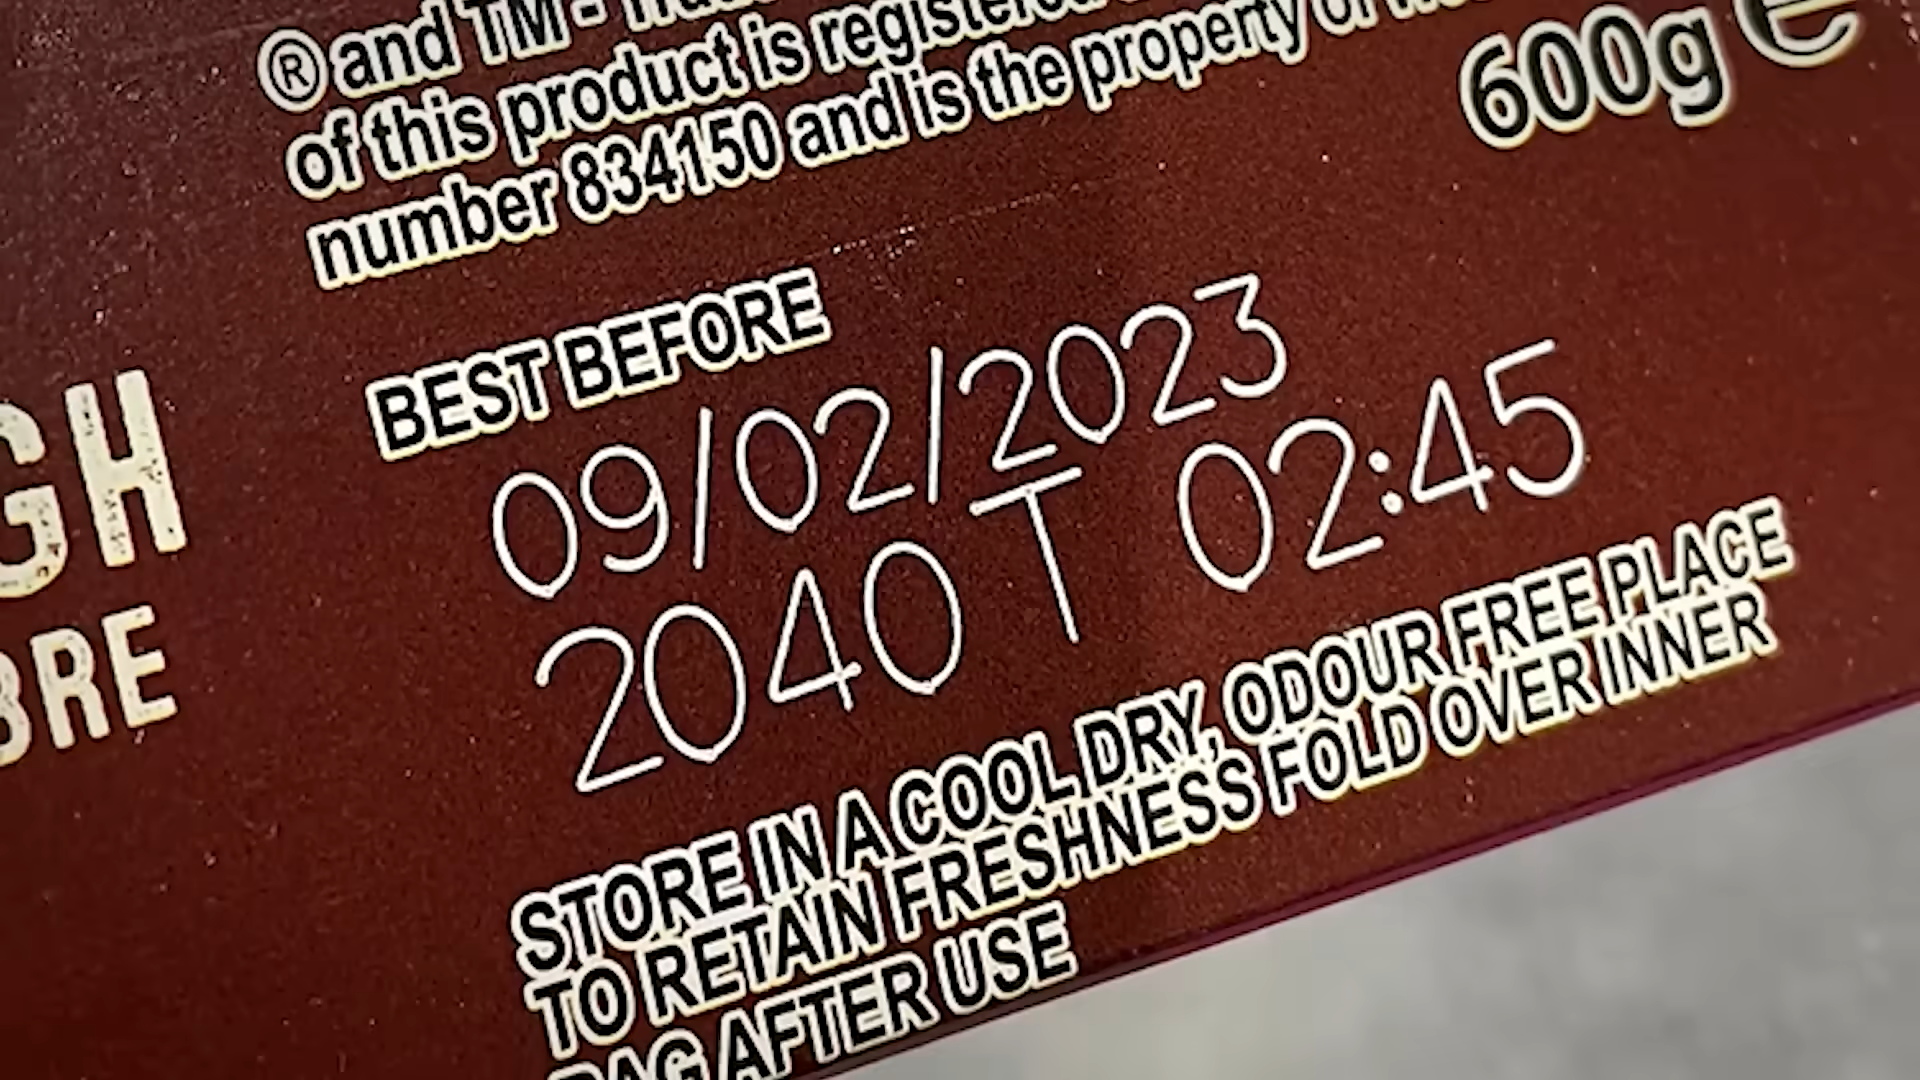 ® and TM -
of this product is registered
number 834150 and is the property of
600g e
BEST BEFORE
09/02/2023
2040 T 02:45
GH
BRE
STORE IN A COOL DRY, ODOUR FREE PLACE
TO RETAIN FRESHNESS FOLD OVER INNER
BAG AFTER USE